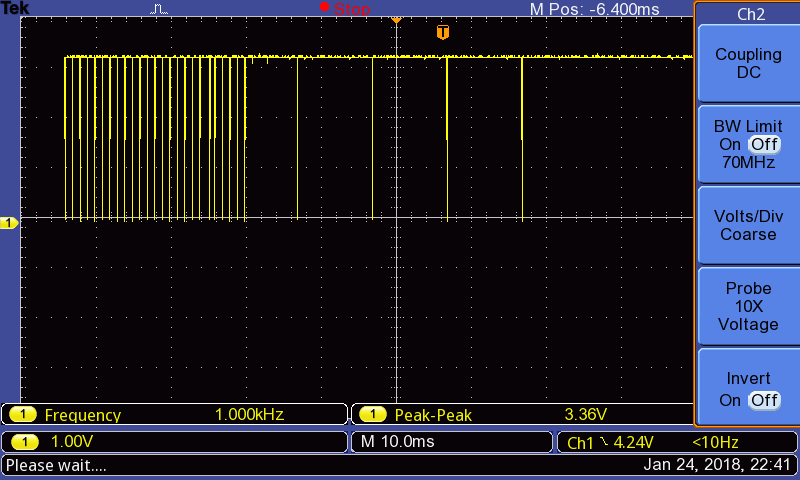 Tek Stop M Pos: -6.400ms
Ch2
Coupling
DC
BW Limit
On Off
70MHz
Volts/Div
Coarse
Probe
10X
Voltage
Invert
On Off
T
1
1 Frequency 1.000kHz 1 Peak-Peak 3.36V
1 1.00V M 10.0ms Ch1 4.24V <10Hz
Please wait.... Jan 24, 2018, 22:41